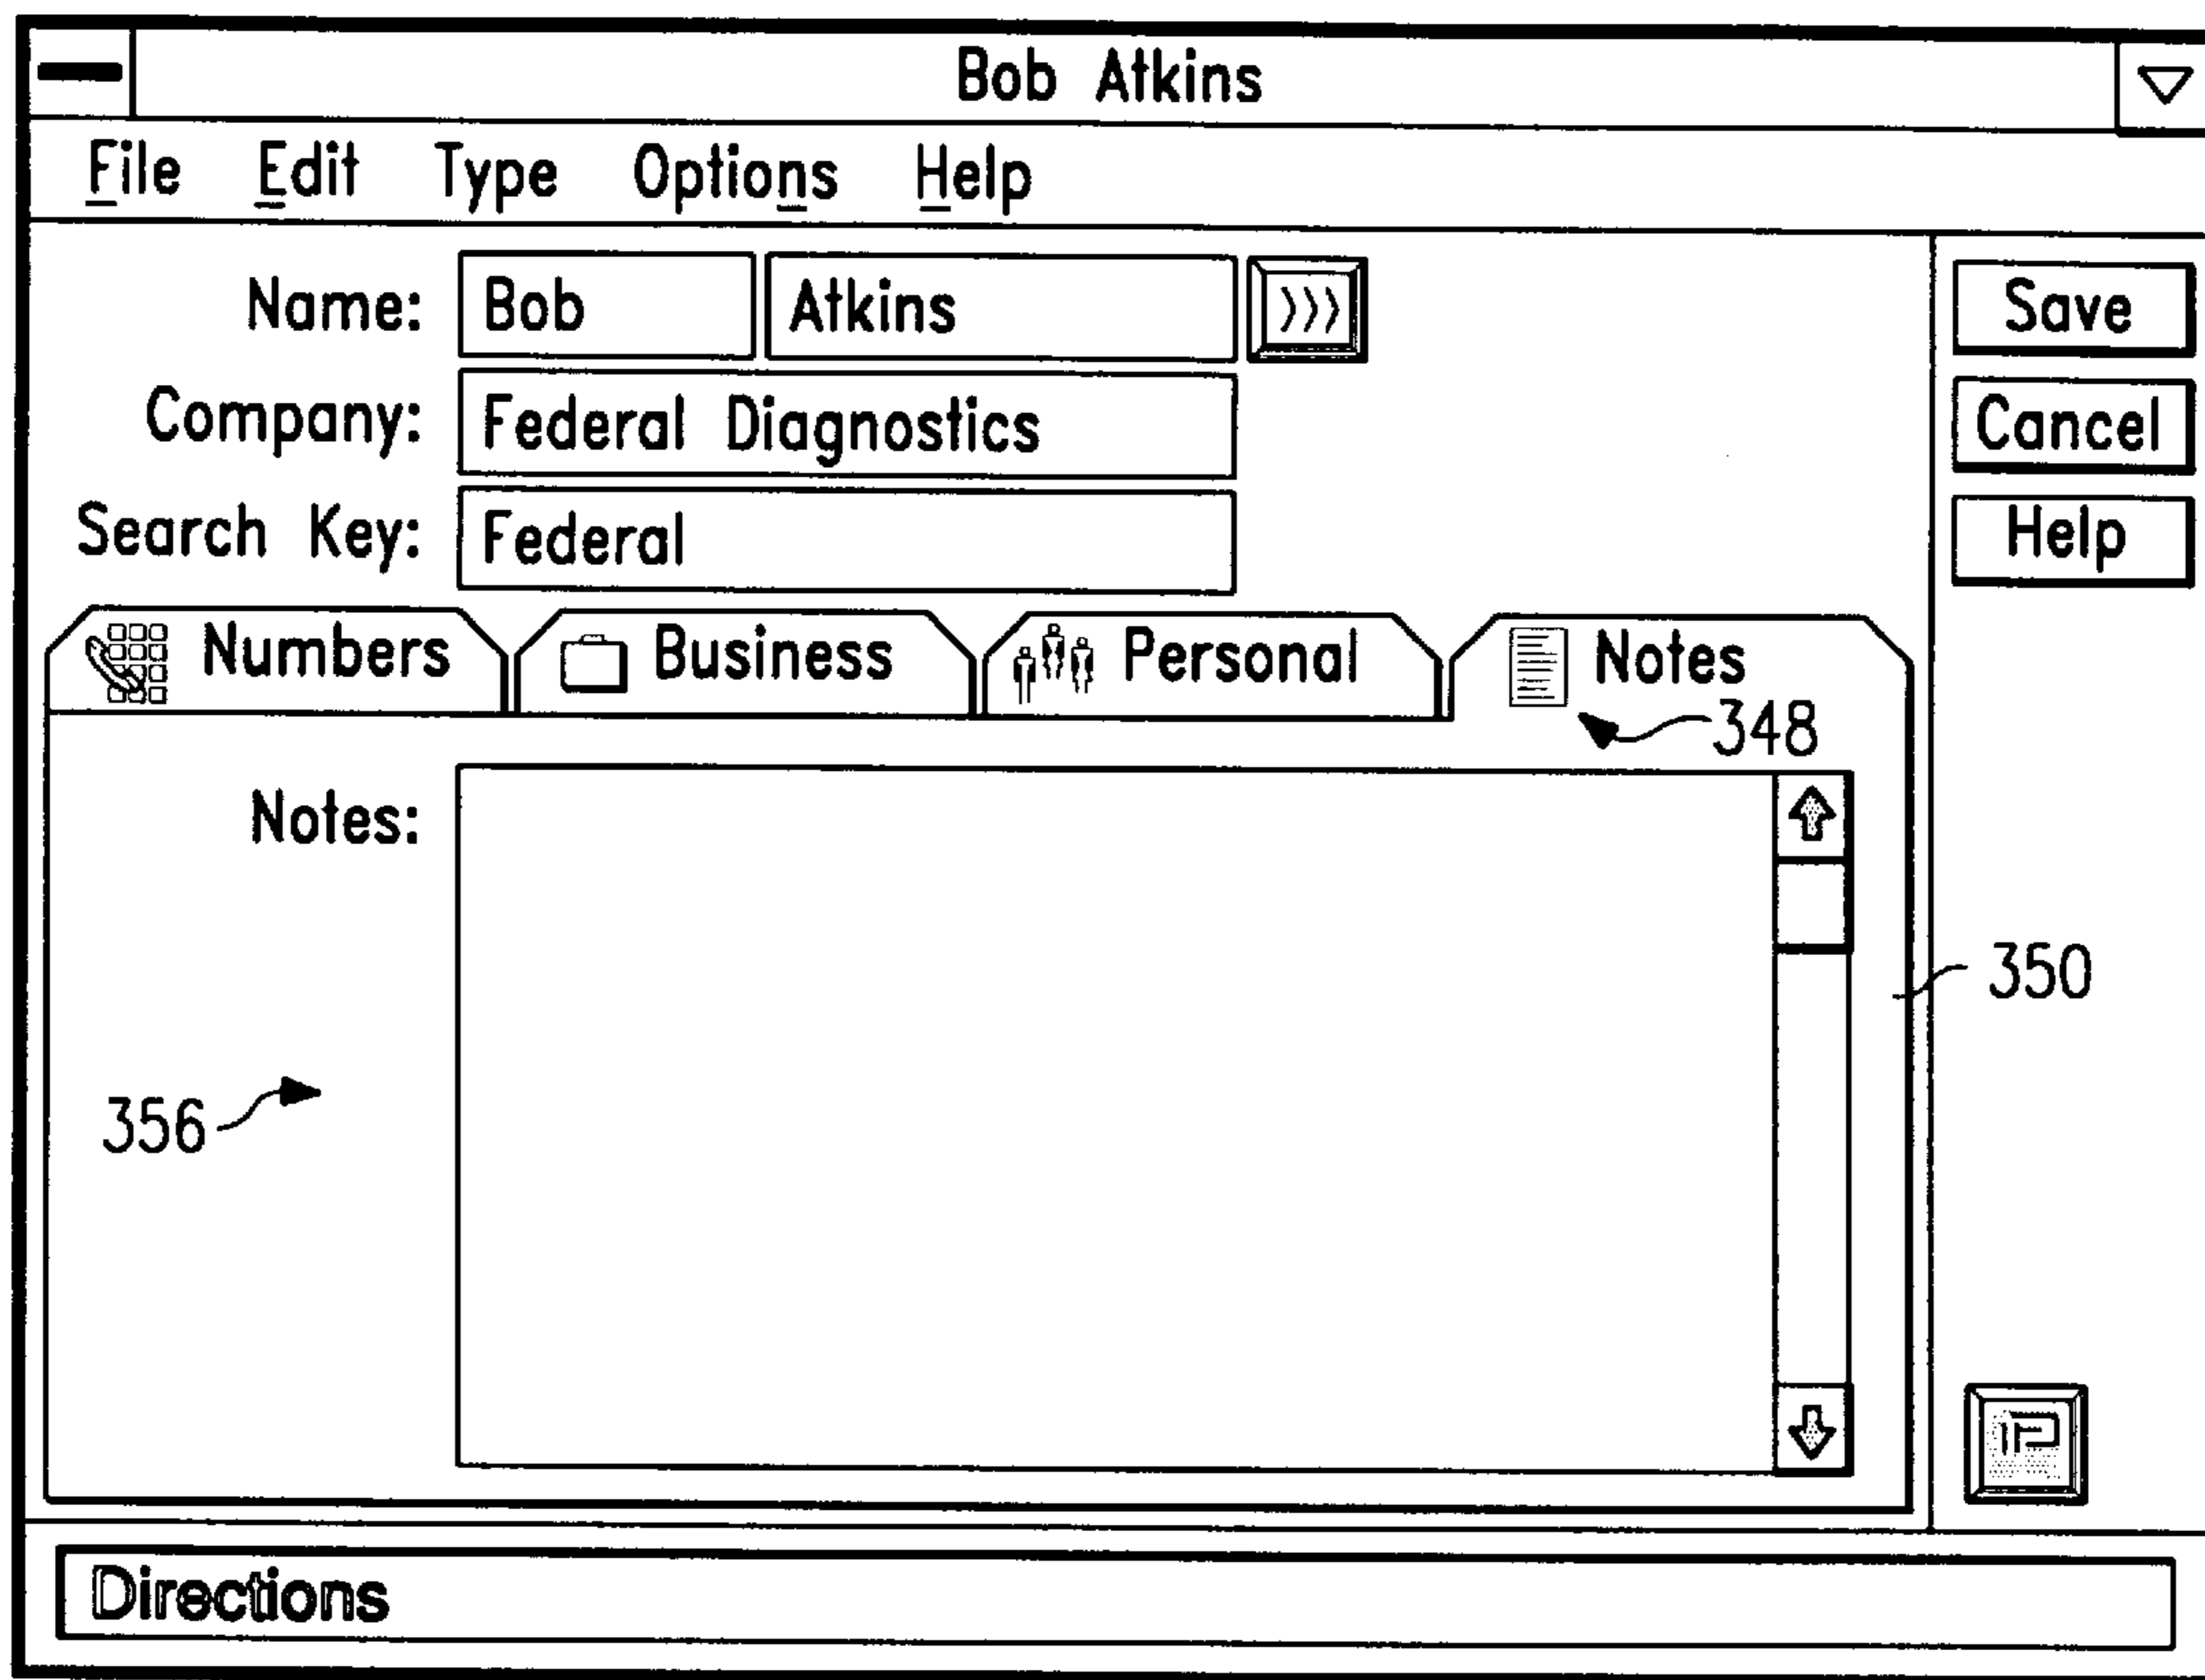 Bob Atkins
File Edit Type Options Help
Name: Bob Atkins >>> Save
Company: Federal Diagnostics Cancel
Search Key: Federal Help
Numbers Business Personal Notes
348
Notes:
350
356
Directions